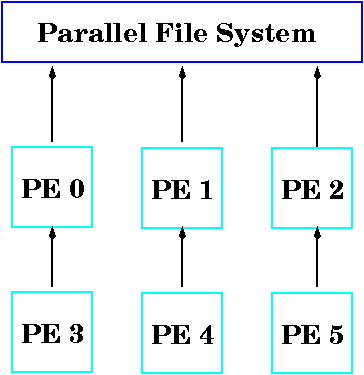 Parallel File System
PE 0 PE 1 PE 2
PE 3 PE 4 PE 5